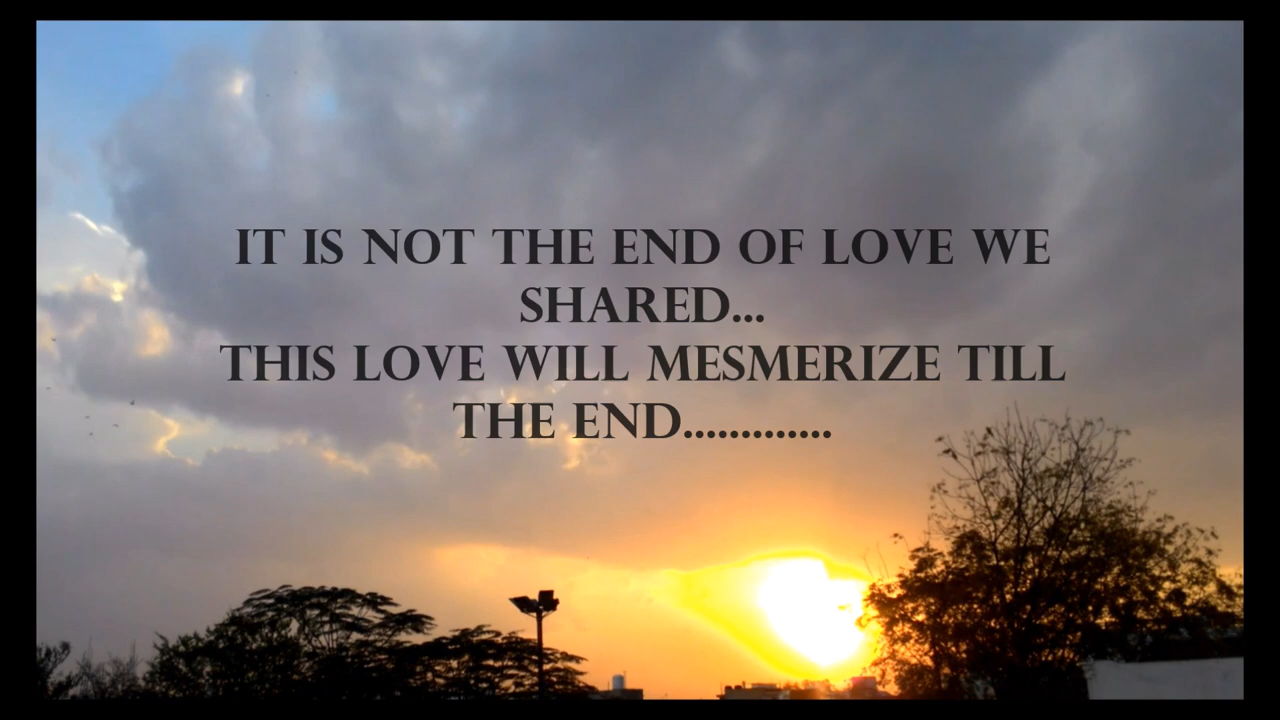 IT IS NOT THE END OF LOVE WE
SHARED...
THIS LOVE WILL MESMERIZE TILL
THE END.............